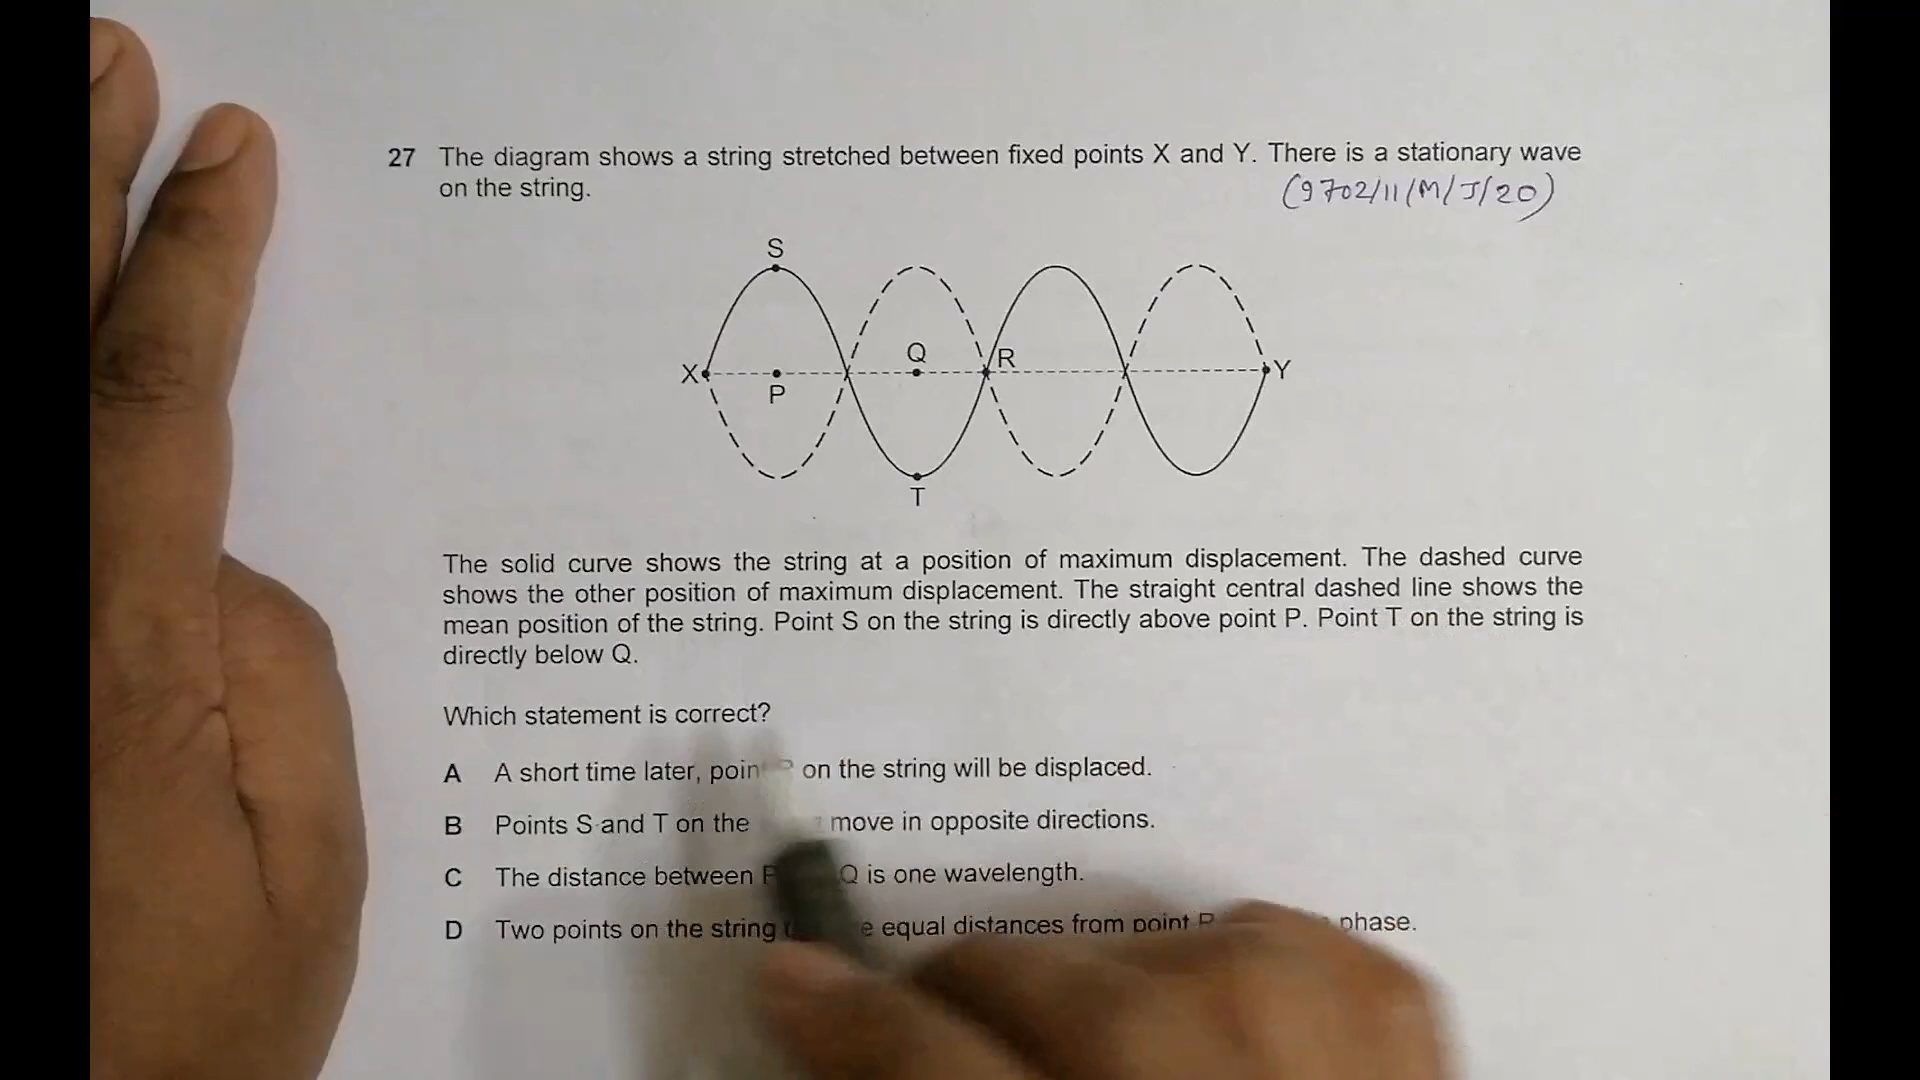 27 The diagram shows a string stretched between fixed points X and Y. There is a stationary wave
on the string.
(9702/11/M/J/20)
S
Q
R
X
Y
P
T
The solid curve shows the string at a position of maximum displacement. The dashed curve
shows the other position of maximum displacement. The straight central dashed line shows the
mean position of the string. Point S on the string is directly above point P. Point T on the string is
directly below Q.
Which statement is correct?
A A short time later, on the string will be displaced.
B Points S and T on the move in opposite directions.
C The distance between Q is one wavelength.
D Two points on the string equal distances from point phase.